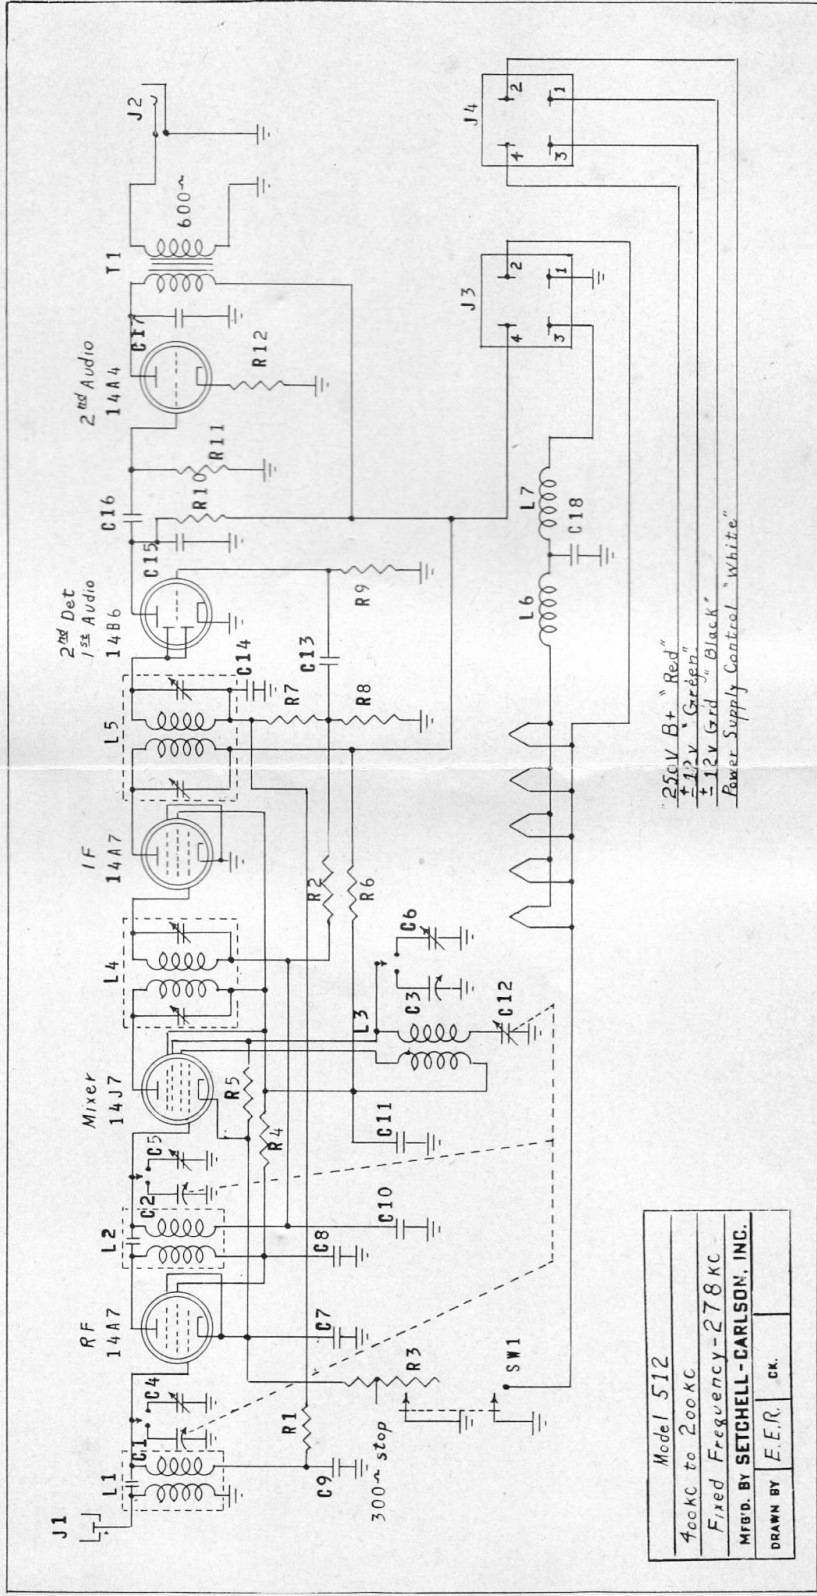 J1
L1
C1
C4
RF
14A7
L2
C2
C5
Mixer
14J7
L4
IF
14A7
L5
2nd Det
1st Audio
14B6
C14
C15
C16
2nd Audio
14A4
C17
T1
600~
J2
R10
R11
R12
R1
C9
300~ stop
R3
C7
C8
C10
R4
R5
C11
L3
C3
C6
C12
R2
R6
R7
R8
C13
R9
SW1
L6
L7
C18
J3
4
2
3
1
J4
4
2
3
1
250V B+ "Red"
± 12v "Green"
± 12v Grd "Black"
Power Supply Control "White"
Model 512
400KC to 200KC
Fixed Frequency-278KC
MFG'D. BY SETCHELL-CARLSON, INC.
DRAWN BY E.E.R. CK.